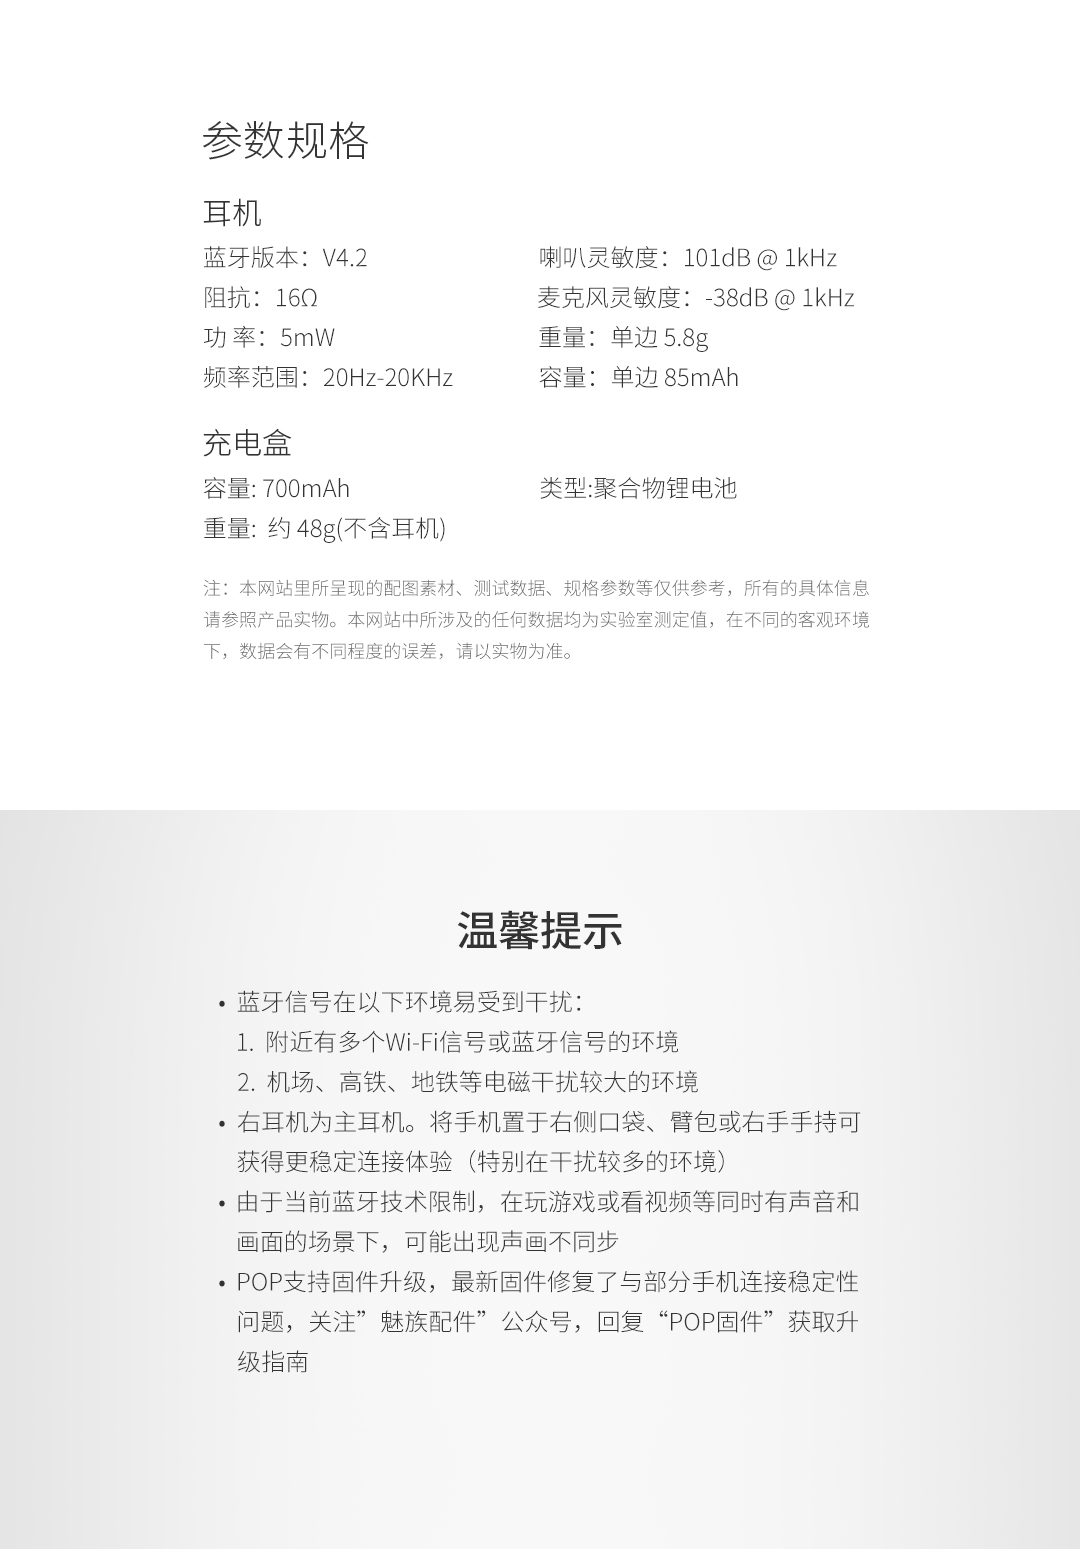 参数规格
耳机
蓝牙版本：V4.2
喇叭灵敏度：101dB @ 1kHz
阻抗：16Ω
麦克风灵敏度：-38dB @ 1kHz
功 率：5mW
重量：单边 5.8g
频率范围：20Hz-20KHz
容量：单边 85mAh
充电盒
容量: 700mAh
类型:聚合物锂电池
重量: 约 48g(不含耳机)
注：本网站里所呈现的配图素材、测试数据、规格参数等仅供参考，所有的具体信息
请参照产品实物。本网站中所涉及的任何数据均为实验室测定值，在不同的客观环境
下，数据会有不同程度的误差，请以实物为准。
温馨提示
• 蓝牙信号在以下环境易受到干扰：
1. 附近有多个Wi-Fi信号或蓝牙信号的环境
2. 机场、高铁、地铁等电磁干扰较大的环境
• 右耳机为主耳机。将手机置于右侧口袋、臂包或右手手持可
获得更稳定连接体验（特别在干扰较多的环境）
• 由于当前蓝牙技术限制，在玩游戏或看视频等同时有声音和
画面的场景下，可能出现声画不同步
• POP支持固件升级，最新固件修复了与部分手机连接稳定性
问题，关注”魅族配件”公众号，回复“POP固件”获取升
级指南